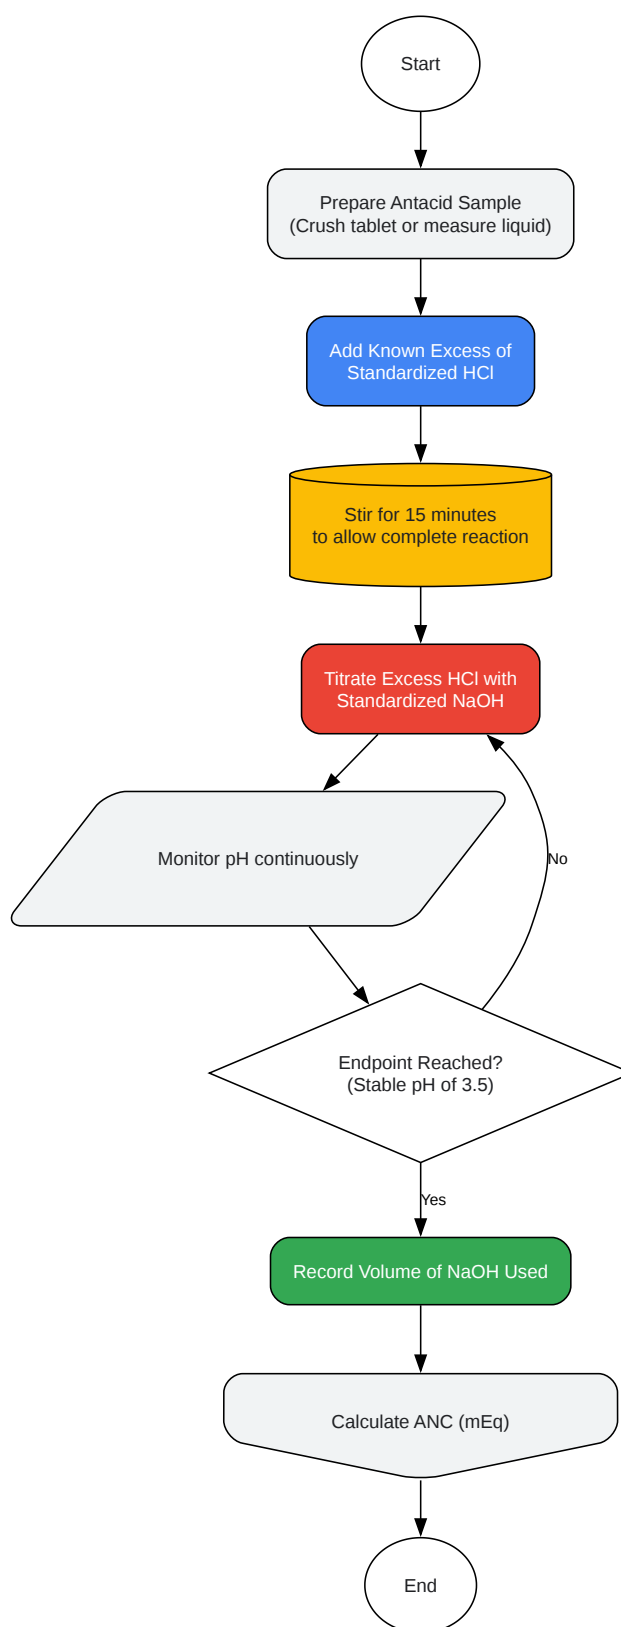 Start
Prepare Antacid Sample
(Crush tablet or measure liquid)
Add Known Excess of
Standardized HCl
Stir for 15 minutes
to allow complete reaction
Titrate Excess HCl with
Standardized NaOH
Monitor pH continuously
No
Endpoint Reached?
(Stable pH of 3.5)
Yes
Record Volume of NaOH Used
Calculate ANC (mEq)
End